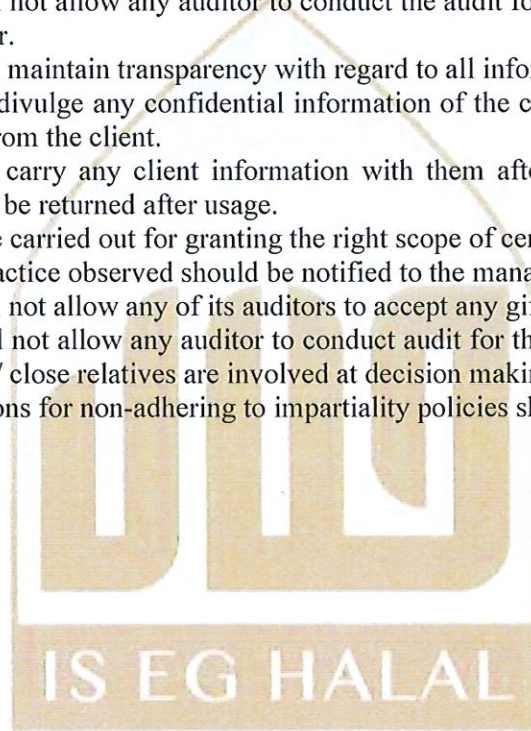 not allow any auditor to conduct the audit fo
r.
maintain transparency with regard to all infor
divulge any confidential information of the c
rom the client.
carry any client information with them afte
be returned after usage.
e carried out for granting the right scope of cer
actice observed should be notified to the mana
not allow any of its auditors to accept any gif
l not allow any auditor to conduct audit for th
/ close relatives are involved at decision makin
ons for non-adhering to impartiality policies sl
IS EG HALAL